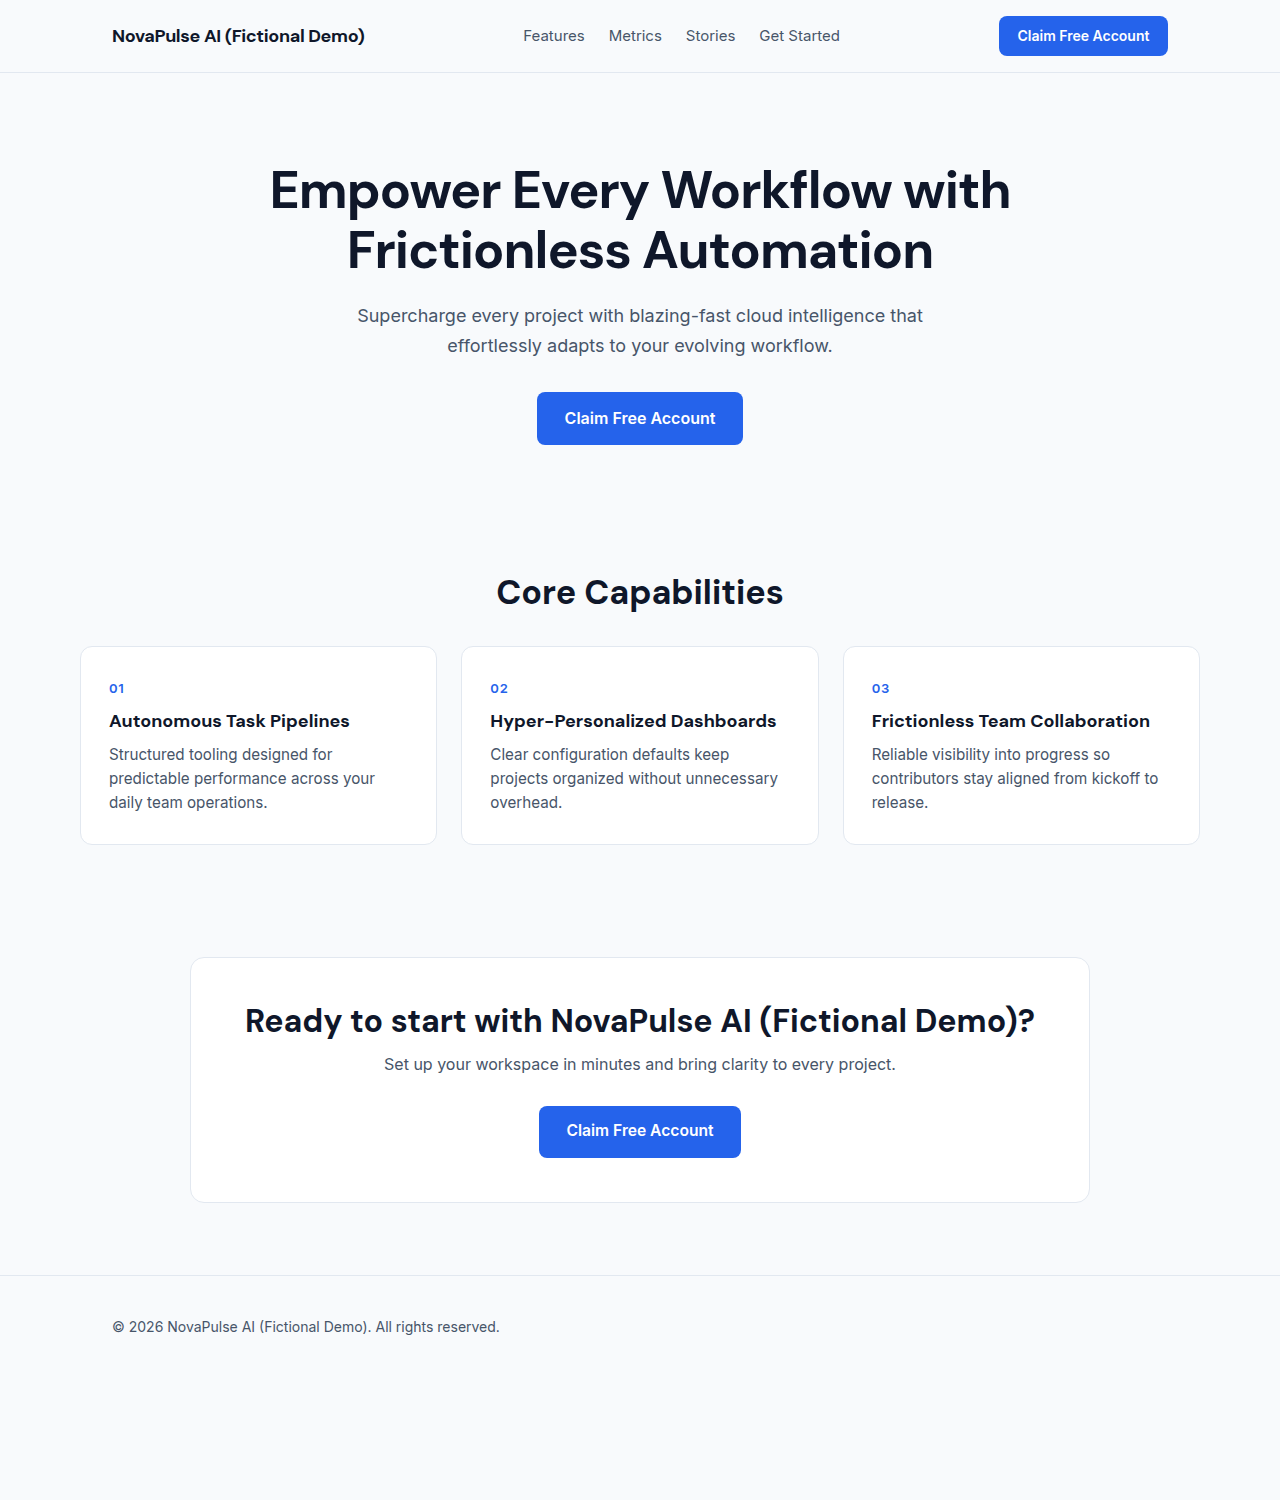 NovaPulse AI (Fictional Demo)
Features
Metrics
Stories
Get Started
Claim Free Account
Empower Every Workflow with
Frictionless Automation
Supercharge every project with blazing-fast cloud intelligence that
effortlessly adapts to your evolving workflow.
Claim Free Account
Core Capabilities
01
Autonomous Task Pipelines
Structured tooling designed for
predictable performance across your
daily team operations.
02
Hyper-Personalized Dashboards
Clear configuration defaults keep
projects organized without unnecessary
overhead.
03
Frictionless Team Collaboration
Reliable visibility into progress so
contributors stay aligned from kickoff to
release.
Ready to start with NovaPulse AI (Fictional Demo)?
Set up your workspace in minutes and bring clarity to every project.
Claim Free Account
© 2026 NovaPulse AI (Fictional Demo). All rights reserved.